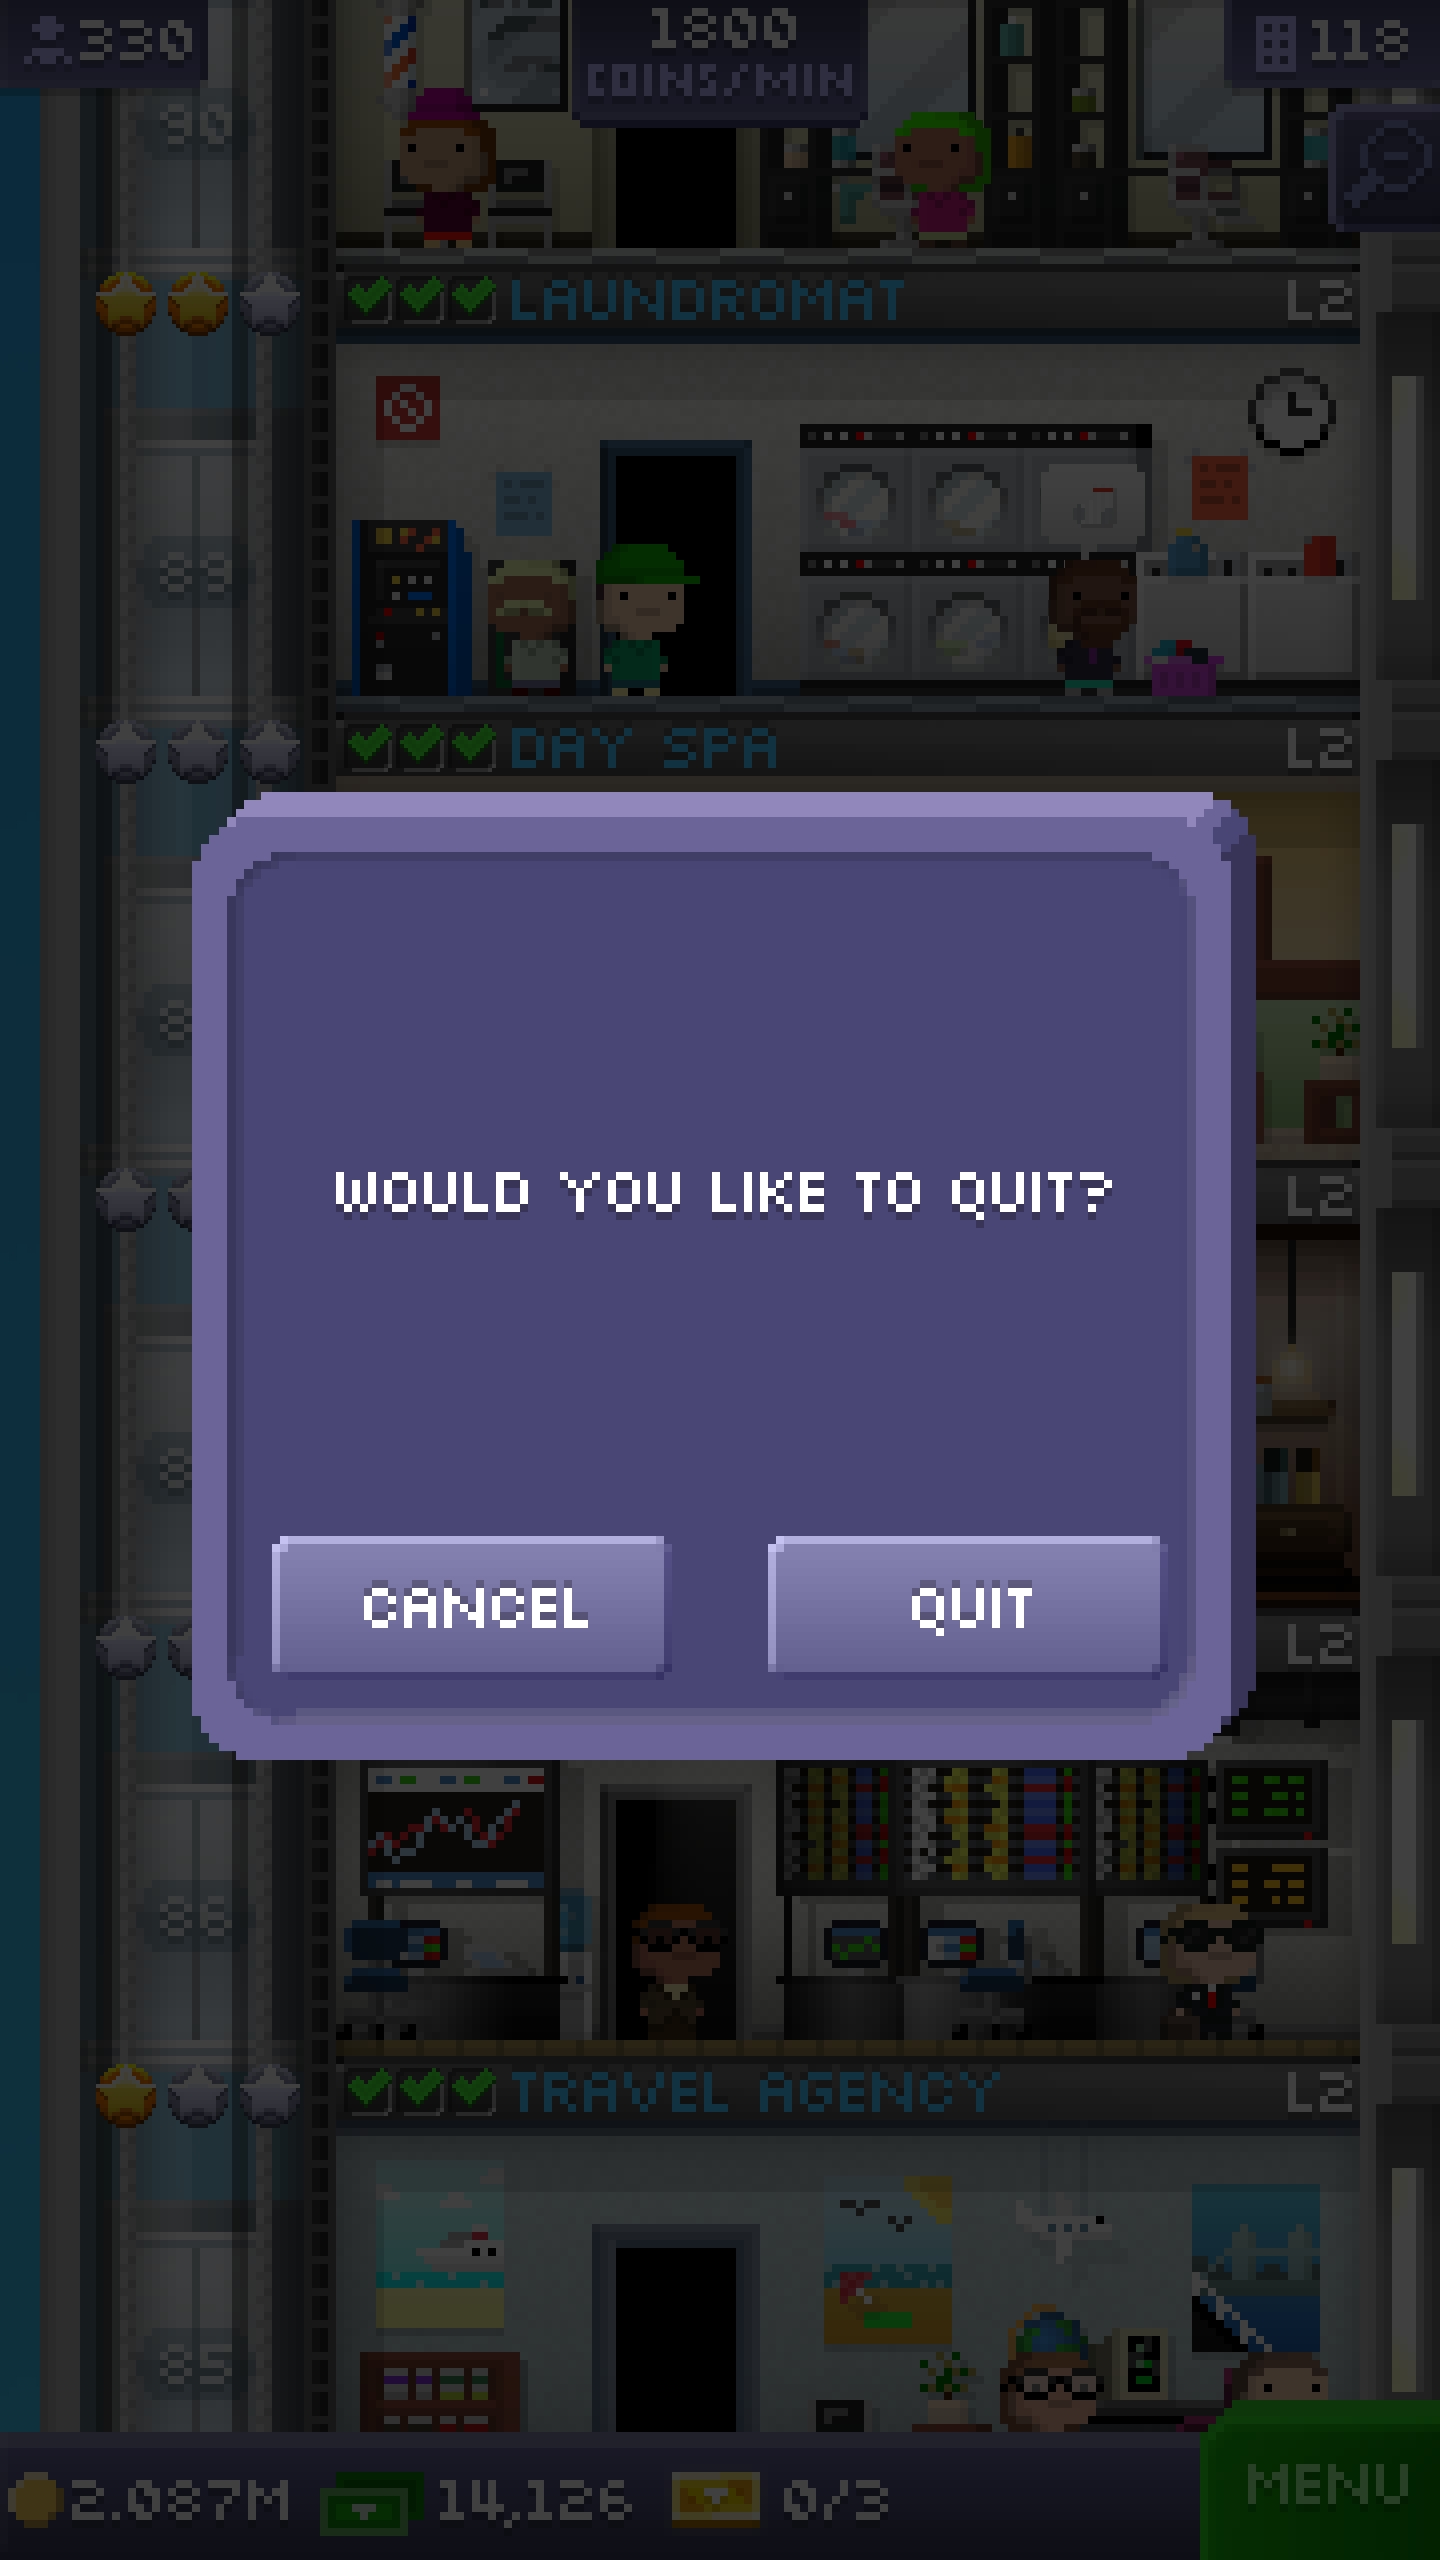 330
1800
COINS/MIN
118
90
LAUNDROMAT L2
89
DAY SPA L2
L2
WOULD YOU LIKE TO QUIT?
CANCEL
QUIT
L2
86
TRAVEL AGENCY L2
85
2.087M
14,126
0/3
MENU